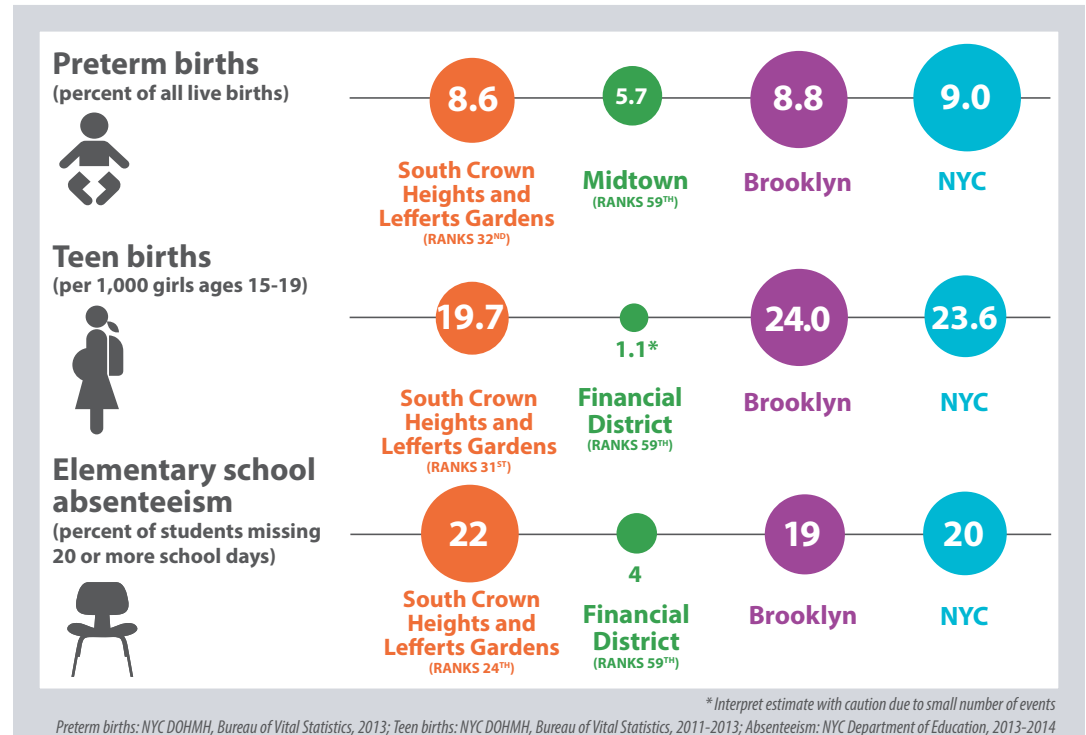 Preterm births
(percent of all live births)
8.6
5.7
8.8
9.0
South Crown
Heights and
Lefferts Gardens
(RANKS 32ND)
Midtown
(RANKS 59TH)
Brooklyn
NYC
Teen births
(per 1,000 girls ages 15-19)
19.7
1.1*
24.0
23.6
South Crown
Heights and
Lefferts Gardens
(RANKS 31ST)
Financial
District
(RANKS 59TH)
Brooklyn
NYC
Elementary school
absenteeism
(percent of students missing
20 or more school days)
22
4
19
20
South Crown
Heights and
Lefferts Gardens
(RANKS 24TH)
Financial
District
(RANKS 59TH)
Brooklyn
NYC
* Interpret estimate with caution due to small number of events
Preterm births: NYC DOHMH, Bureau of Vital Statistics, 2013; Teen births: NYC DOHMH, Bureau of Vital Statistics, 2011-2013; Absenteeism: NYC Department of Education, 2013-2014